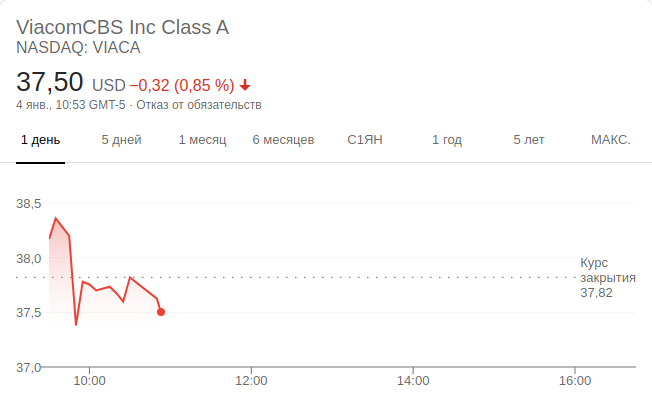 ViacomCBS Inc Class A
NASDAQ: VIACA
37,50 USD −0,32 (0,85 %)
4 янв., 10:53 GMT-5 · Отказ от обязательств
1 день 5 дней 1 месяц 6 месяцев С1ЯН 1 год 5 лет МАКС.
38,5
38,0
Курс
закрытия
37,82
37,5
37,0
10:00 12:00 14:00 16:00